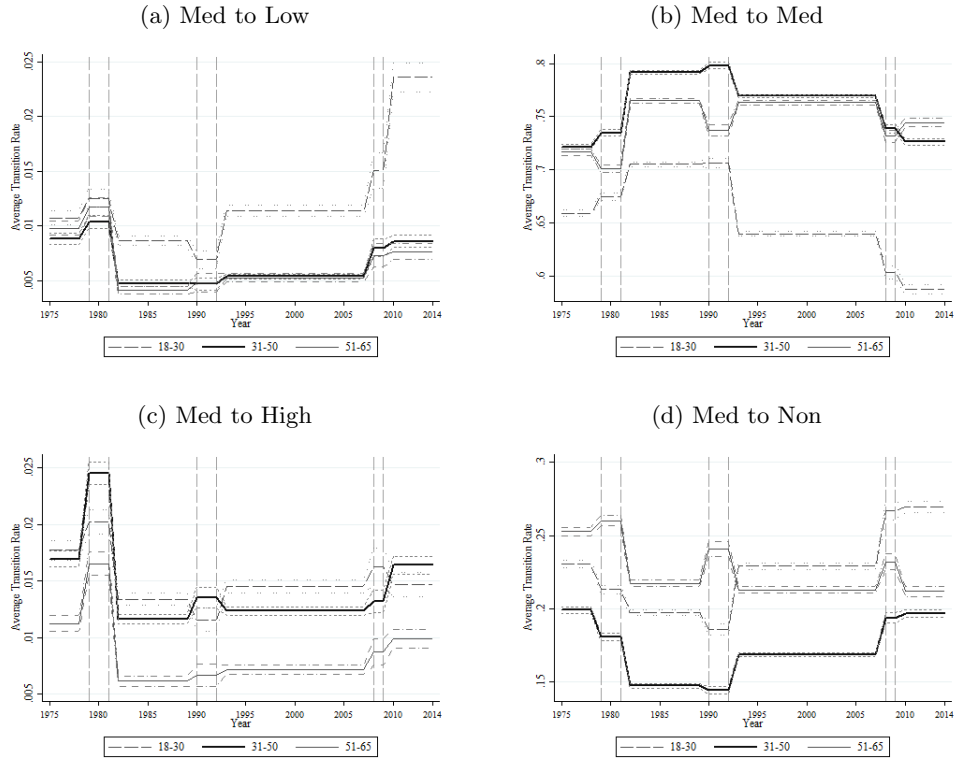 (a) Med to Low
Average Transition Rate
.025
.02
.015
.01
.005
1975 1980 1985 1990 1995 2000 2005 2010 2014
Year
18-30 31-50 51-65
(b) Med to Med
Average Transition Rate
.8
.75
.7
.65
.6
1975 1980 1985 1990 1995 2000 2005 2010 2014
Year
18-30 31-50 51-65
(c) Med to High
Average Transition Rate
.025
.02
.015
.01
.005
1975 1980 1985 1990 1995 2000 2005 2010 2014
Year
18-30 31-50 51-65
(d) Med to Non
Average Transition Rate
.3
.25
.2
.15
1975 1980 1985 1990 1995 2000 2005 2010 2014
Year
18-30 31-50 51-65